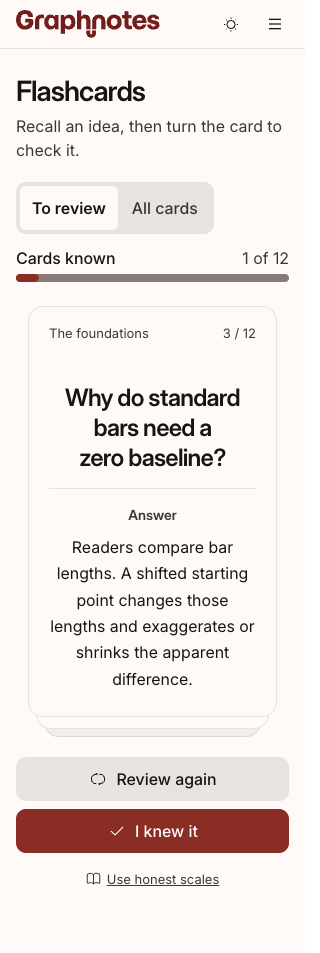 Graphnotes
Flashcards
Recall an idea, then turn the card to
check it.
To review
All cards
Cards known
1 of 12
The foundations
3 / 12
Why do standard
bars need a
zero baseline?
Answer
Readers compare bar
lengths. A shifted starting
point changes those
lengths and exaggerates or
shrinks the apparent
difference.
Review again
I knew it
Use honest scales